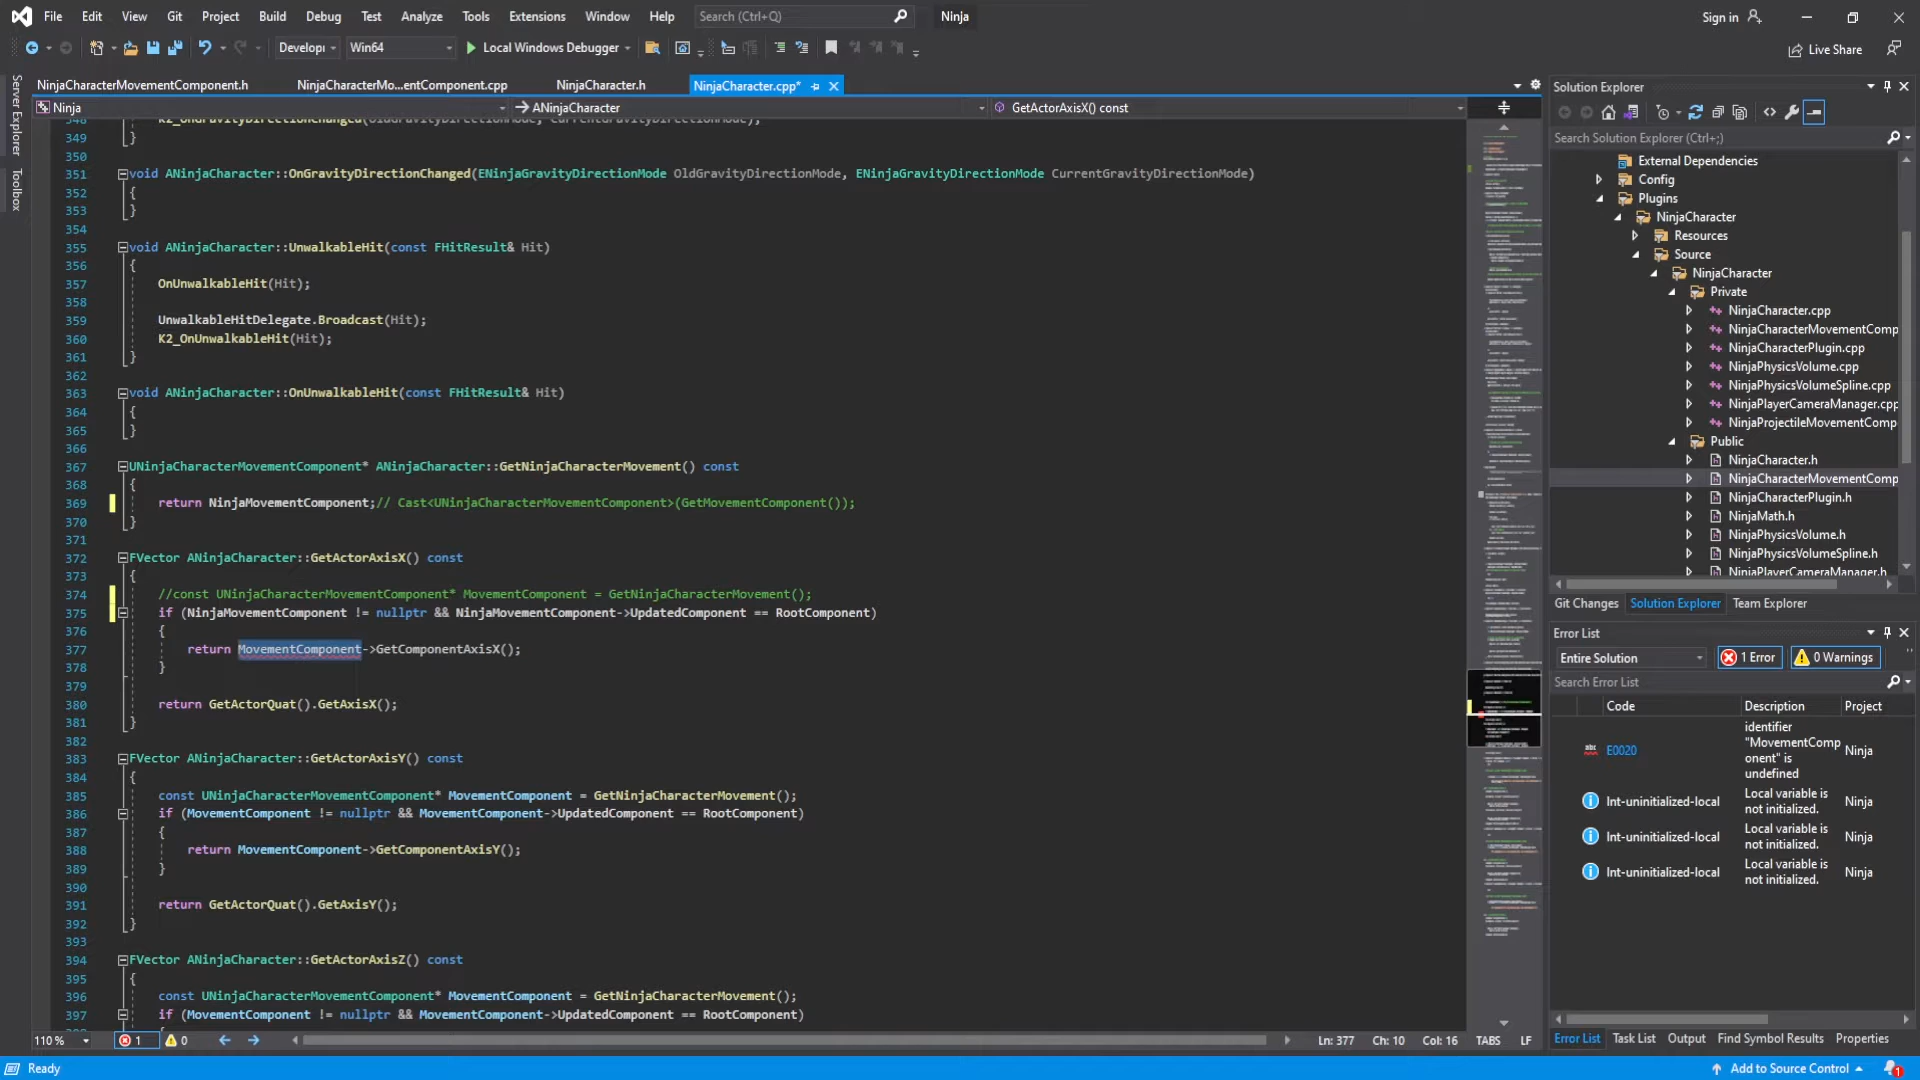 File Edit View Git Project Build Debug Test Analyze Tools Extensions Window Help Search (Ctrl+Q) Ninja Sign in
Developi Win64 Local Windows Debugger Live Share
NinjaCharacterMovementComponent.h NinjaCharacterMo...entComponent.cpp NinjaCharacter.h NinjaCharacter.cpp*
Ninja ANinjaCharacter GetActorAxisX() const
348 K2_OnGravityDirectionChanged(OldGravityDirectionMode, CurrentGravityDirectionMode);
349 }
350
351 void ANinjaCharacter::OnGravityDirectionChanged(ENinjaGravityDirectionMode OldGravityDirectionMode, ENinjaGravityDirectionMode CurrentGravityDirectionMode)
352 {
353 }
354
355 void ANinjaCharacter::UnwalkableHit(const FHitResult& Hit)
356 {
357 OnUnwalkableHit(Hit);
358
359 UnwalkableHitDelegate.Broadcast(Hit);
360 K2_OnUnwalkableHit(Hit);
361 }
362
363 void ANinjaCharacter::OnUnwalkableHit(const FHitResult& Hit)
364 {
365 }
366
367 UNinjaCharacterMovementComponent* ANinjaCharacter::GetNinjaCharacterMovement() const
368 {
369 return NinjaMovementComponent;// Cast<UNinjaCharacterMovementComponent>(GetMovementComponent());
370 }
371
372 FVector ANinjaCharacter::GetActorAxisX() const
373 {
374 //const UNinjaCharacterMovementComponent* MovementComponent = GetNinjaCharacterMovement();
375 if (NinjaMovementComponent != nullptr && NinjaMovementComponent->UpdatedComponent == RootComponent)
376 {
377 return MovementComponent->GetComponentAxisX();
378 }
379
380 return GetActorQuat().GetAxisX();
381 }
382
383 FVector ANinjaCharacter::GetActorAxisY() const
384 {
385 const UNinjaCharacterMovementComponent* MovementComponent = GetNinjaCharacterMovement();
386 if (MovementComponent != nullptr && MovementComponent->UpdatedComponent == RootComponent)
387 {
388 return MovementComponent->GetComponentAxisY();
389 }
390
391 return GetActorQuat().GetAxisY();
392 }
393
394 FVector ANinjaCharacter::GetActorAxisZ() const
395 {
396 const UNinjaCharacterMovementComponent* MovementComponent = GetNinjaCharacterMovement();
397 if (MovementComponent != nullptr && MovementComponent->UpdatedComponent == RootComponent)
110 % 1 0 Ln: 377 Ch: 10 Col: 16 TABS LF
Server Explorer
Toolbox
Solution Explorer
Search Solution Explorer (Ctrl+;)
External Dependencies
Config
Plugins
NinjaCharacter
Resources
Source
NinjaCharacter
Private
NinjaCharacter.cpp
NinjaCharacterMovementComp
NinjaCharacterPlugin.cpp
NinjaPhysicsVolume.cpp
NinjaPhysicsVolumeSpline.cpp
NinjaPlayerCameraManager.cpp
NinjaProjectileMovementComp
Public
NinjaCharacter.h
NinjaCharacterMovementComp
NinjaCharacterPlugin.h
NinjaMath.h
NinjaPhysicsVolume.h
NinjaPhysicsVolumeSpline.h
NinjaPlayerCameraManager.h
Git Changes Solution Explorer Team Explorer
Error List
Entire Solution 1 Error 0 Warnings
Search Error List
Code Description Project
E0020 identifier "MovementComp onent" is undefined Ninja
Int-uninitialized-local Local variable is not initialized. Ninja
Int-uninitialized-local Local variable is not initialized. Ninja
Int-uninitialized-local Local variable is not initialized. Ninja
Error List Task List Output Find Symbol Results Properties
Ready Add to Source Control 1